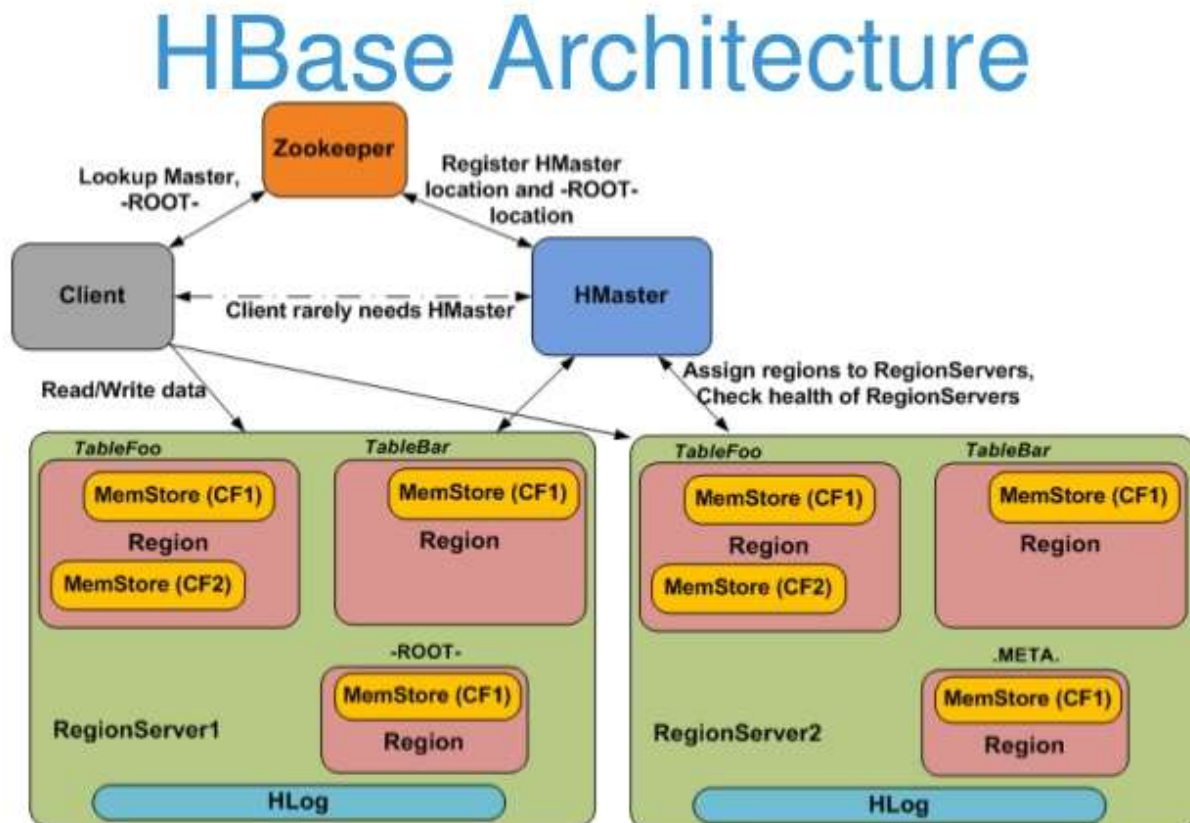 HBase Architecture
Zookeeper
Lookup Master,
-ROOT-
Register HMaster
location and -ROOT-
location
Client
Client rarely needs HMaster
HMaster
Read/Write data
Assign regions to RegionServers,
Check health of RegionServers
TableFoo
MemStore (CF1)
Region
MemStore (CF2)
TableBar
MemStore (CF1)
Region
-ROOT-
MemStore (CF1)
Region
RegionServer1
HLog
TableFoo
MemStore (CF1)
Region
MemStore (CF2)
TableBar
MemStore (CF1)
Region
.META.
MemStore (CF1)
Region
RegionServer2
HLog